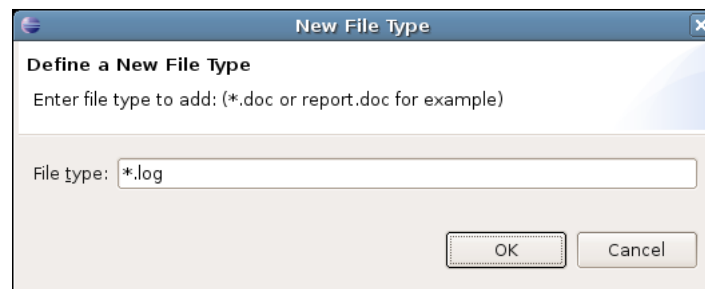 New File Type
Define a New File Type
Enter file type to add: (*.doc or report.doc for example)
File type: *.log
OK Cancel